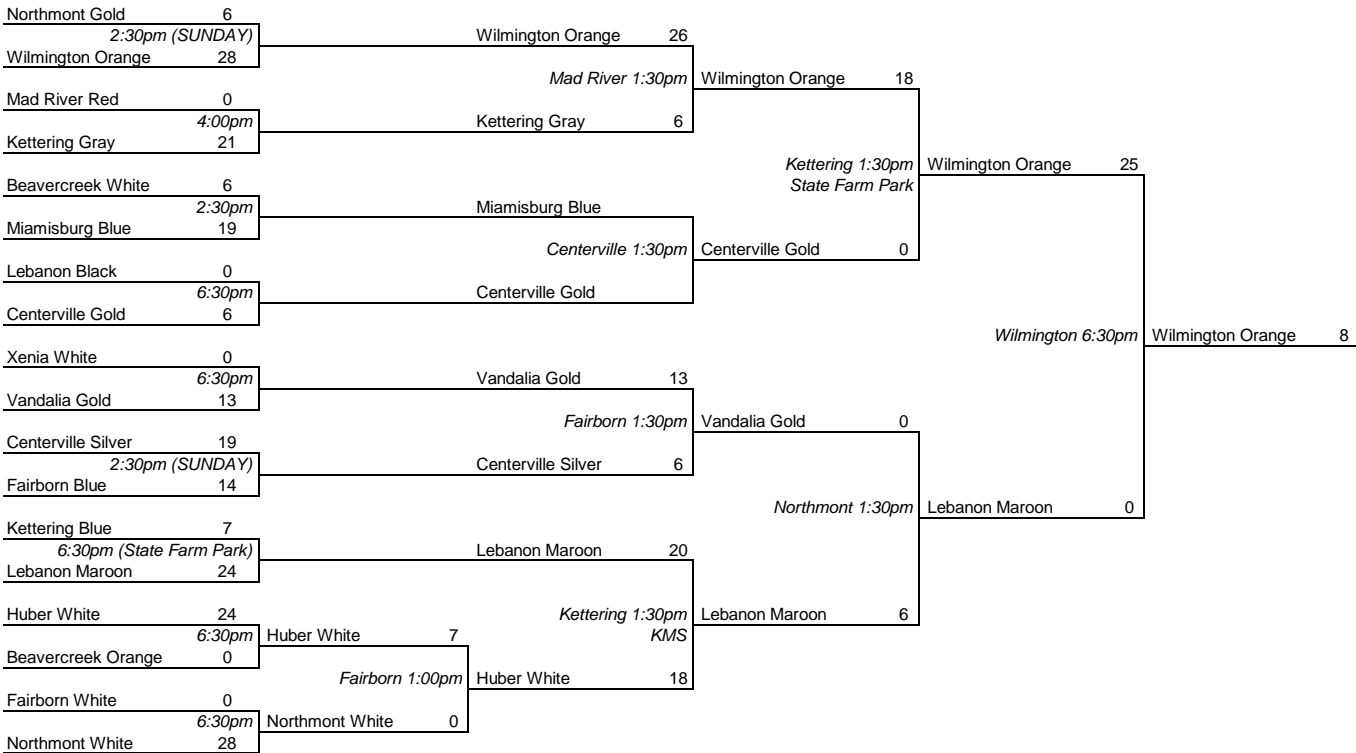 Northmont Gold 6
2:30pm (SUNDAY) Wilmington Orange 26
Wilmington Orange 28
Mad River 1:30pm Wilmington Orange 18
Mad River Red 0
4:00pm Kettering Gray 6
Kettering Gray 21
Kettering 1:30pm Wilmington Orange 25
Beavercreek White 6 State Farm Park
2:30pm Miamisburg Blue
Miamisburg Blue 19
Centerville 1:30pm Centerville Gold 0
Lebanon Black 0
6:30pm Centerville Gold
Centerville Gold 6
Wilmington 6:30pm Wilmington Orange 8
Xenia White 0
6:30pm Vandalia Gold 13
Vandalia Gold 13
Fairborn 1:30pm Vandalia Gold 0
Centerville Silver 19
2:30pm (SUNDAY) Centerville Silver 6
Fairborn Blue 14
Northmont 1:30pm Lebanon Maroon 0
Kettering Blue 7
6:30pm (State Farm Park) Lebanon Maroon 20
Lebanon Maroon 24
Huber White 24 Kettering 1:30pm Lebanon Maroon 6
6:30pm Huber White 7 KMS
Beavercreek Orange 0
Fairborn 1:00pm Huber White 18
Fairborn White 0
6:30pm Northmont White 0
Northmont White 28